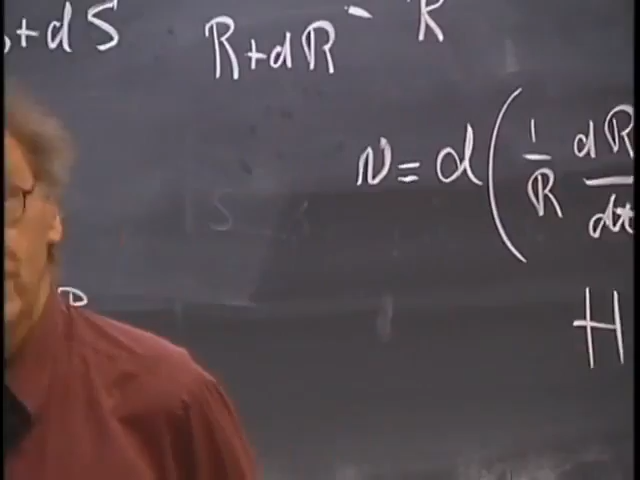 +dS R+dR - R
v = d ( 1/R dR/dt
H